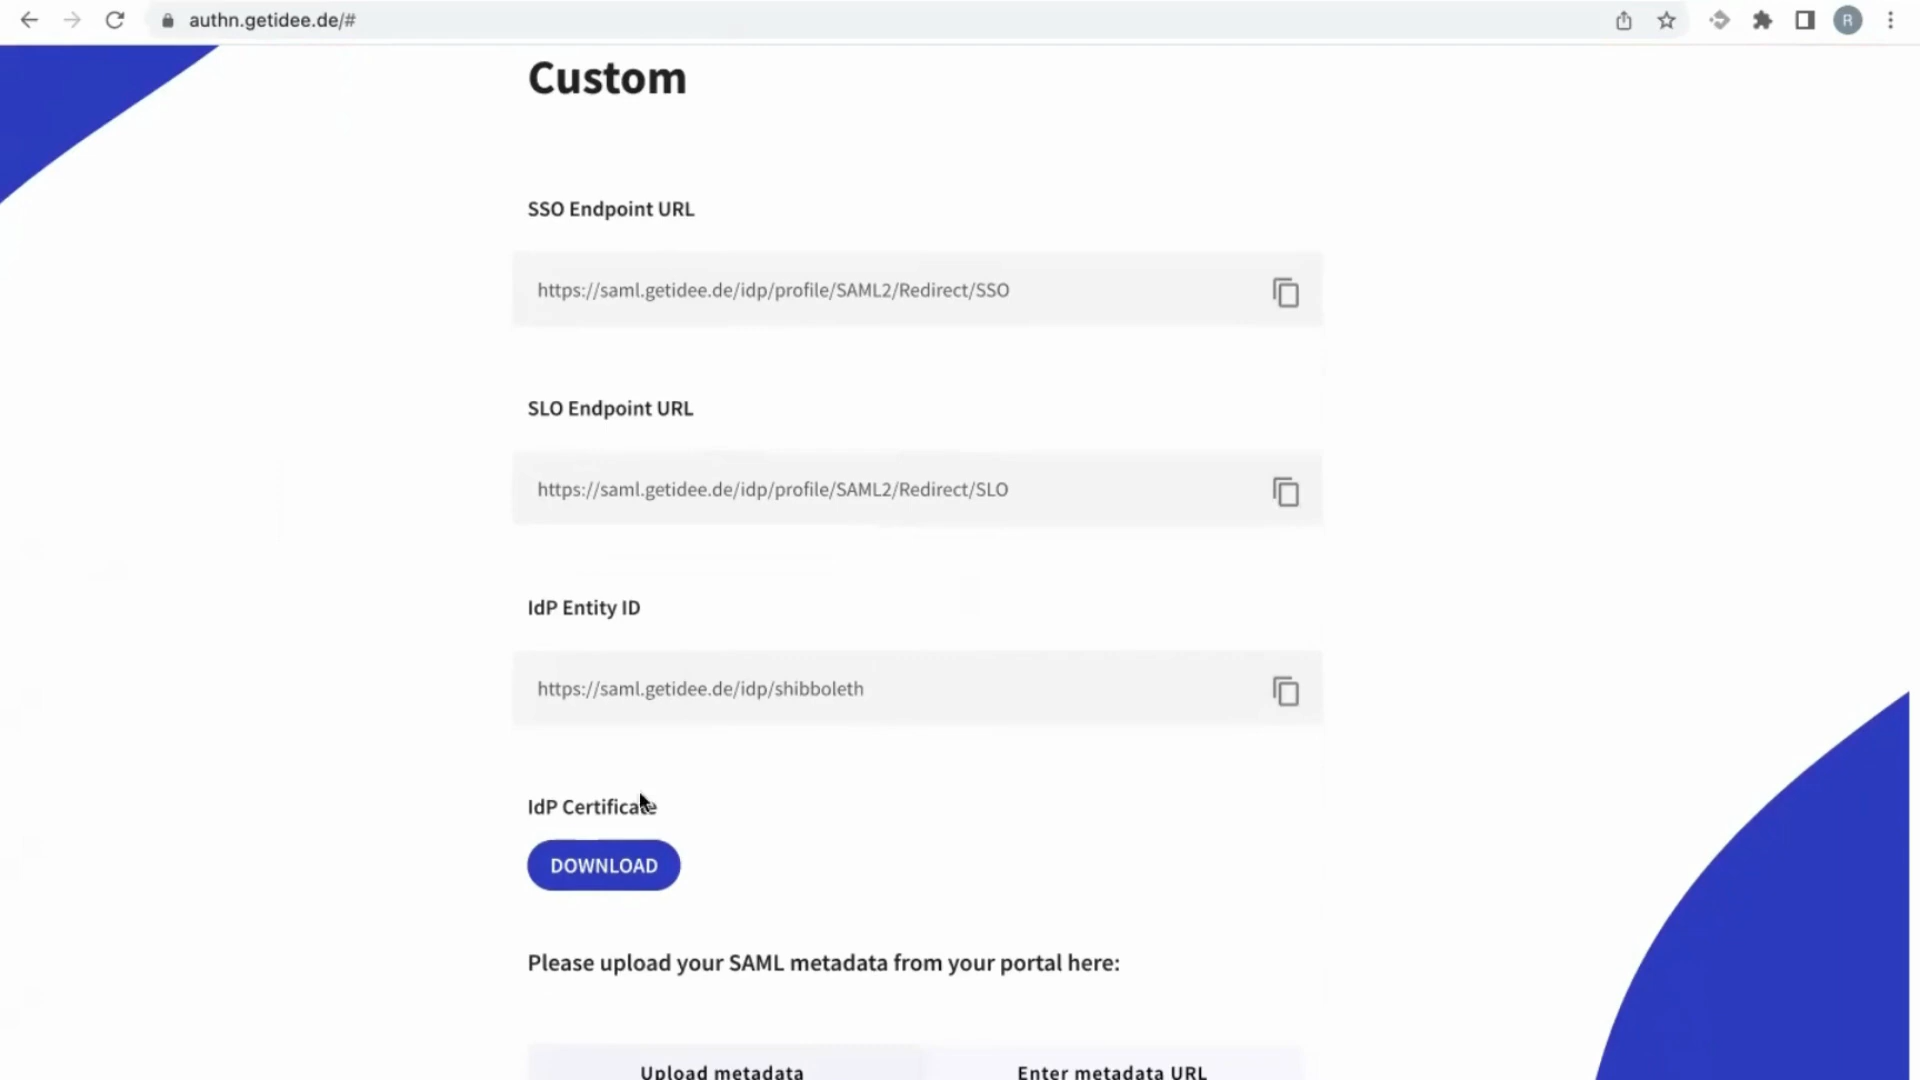 authn.getidee.de/#
R
Custom
SSO Endpoint URL
https://saml.getidee.de/idp/profile/SAML2/Redirect/SSO
SLO Endpoint URL
https://saml.getidee.de/idp/profile/SAML2/Redirect/SLO
IdP Entity ID
https://saml.getidee.de/idp/shibboleth
IdP Certificate
DOWNLOAD
Please upload your SAML metadata from your portal here:
Upload metadata
Enter metadata URL